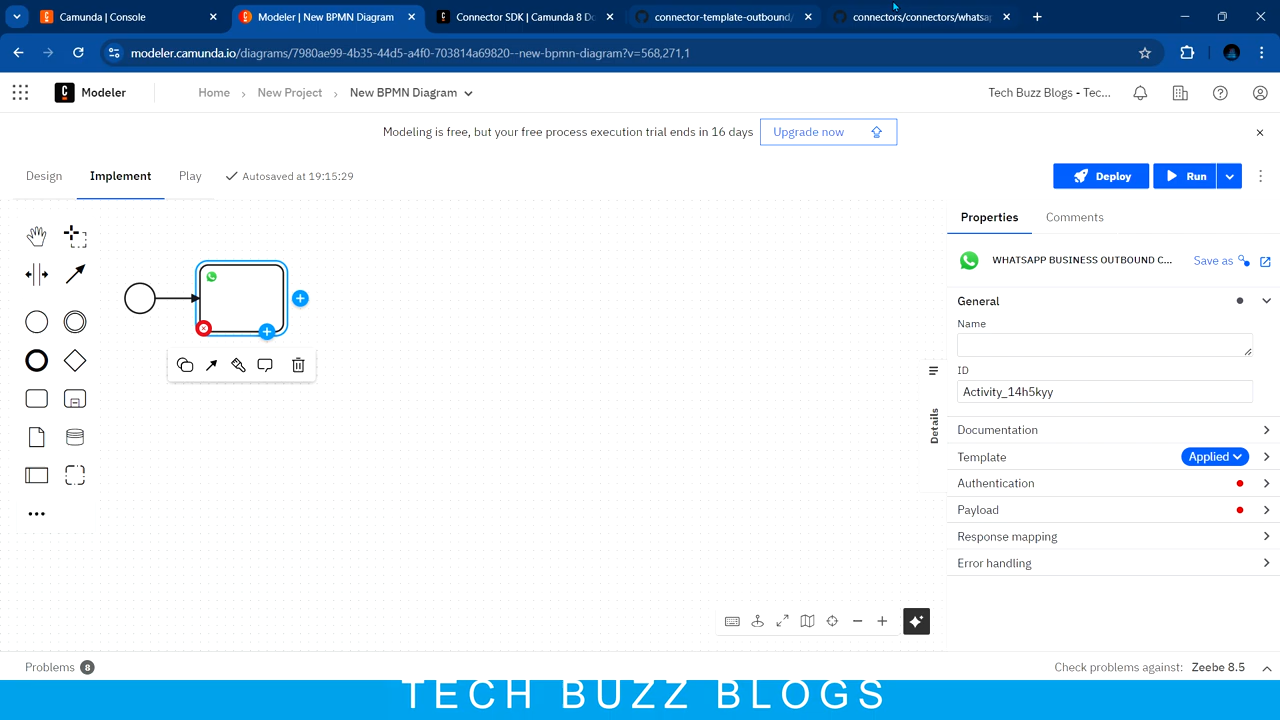 Camunda | Console
Modeler | New BPMN Diagram
Connector SDK | Camunda 8 Do
connector-template-outbound/
connectors/connectors/whatsa
modeler.camunda.io/diagrams/7980ae99-4b35-44d5-a4f0-703814a69820--new-bpmn-diagram?v=568,271,1
Modeler
Home > New Project > New BPMN Diagram
Tech Buzz Blogs - Tec...
Modeling is free, but your free process execution trial ends in 16 days
Upgrade now
Design
Implement
Play
Autosaved at 19:15:29
Deploy
Run
Properties
Comments
WHATSAPP BUSINESS OUTBOUND C...
Save as
General
Name
ID
Activity_14h5kyy
Details
Documentation
Template
Applied
Authentication
Payload
Response mapping
Error handling
Problems 8
Check problems against: Zeebe 8.5
TECH BUZZ BLOGS